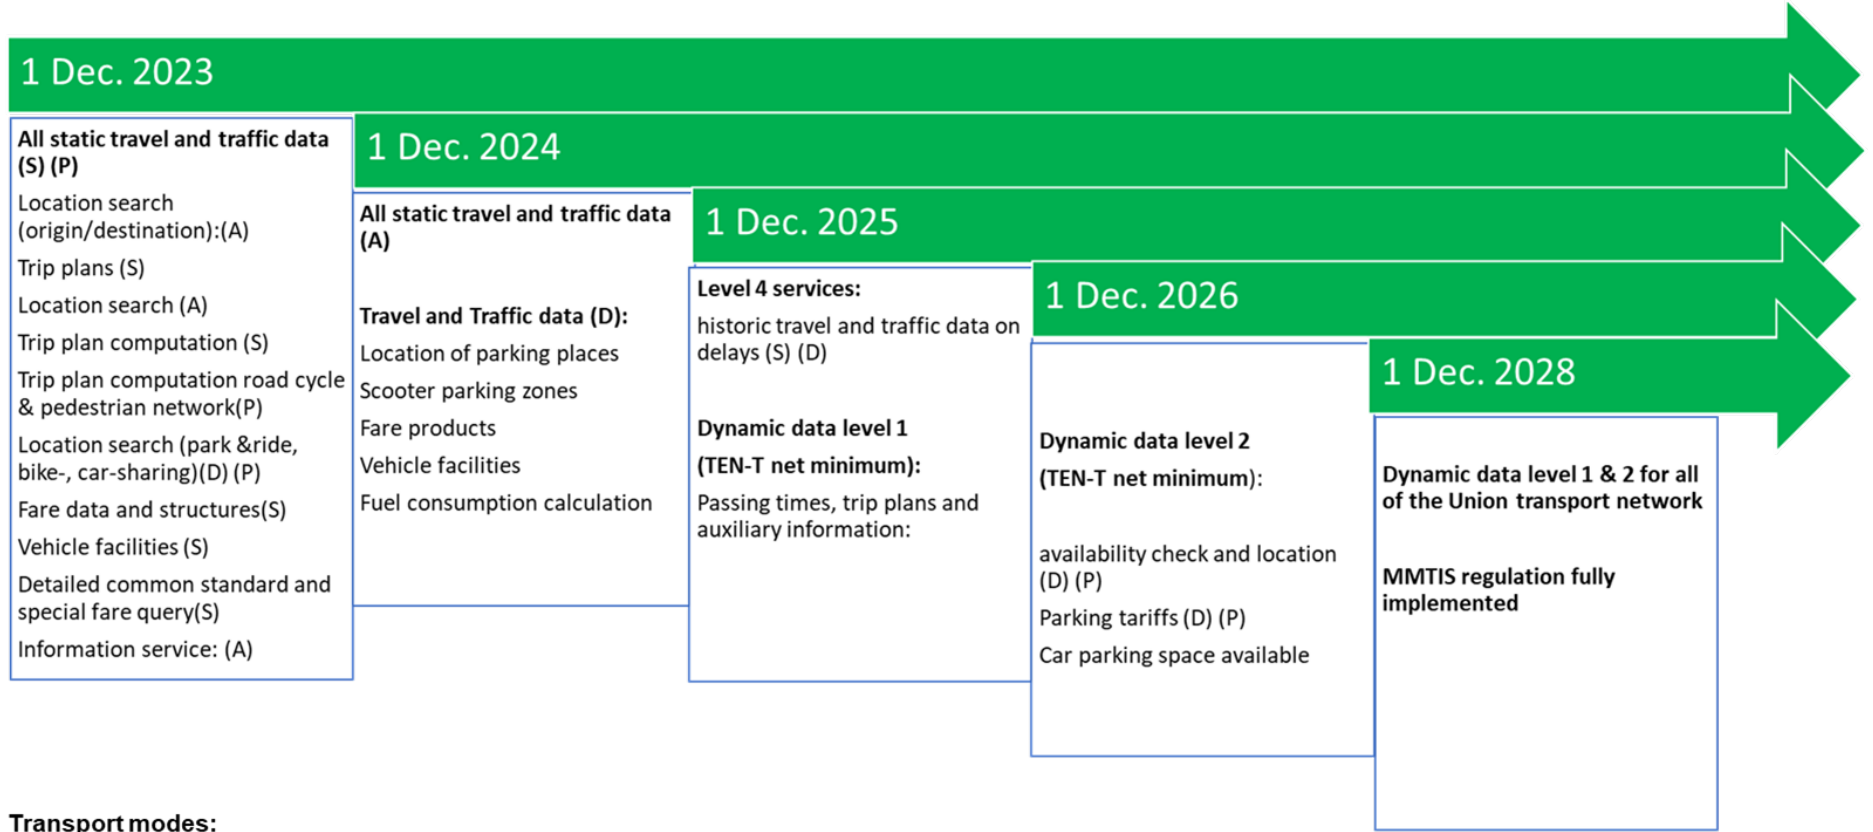 1 Dec. 2023
All static travel and traffic data
(S) (P)
Location search
(origin/destination):(A)
Trip plans (S)
Location search (A)
Trip plan computation (S)
Trip plan computation road cycle
& pedestrian network(P)
Location search (park &ride,
bike-, car-sharing)(D) (P)
Fare data and structures(S)
Vehicle facilities (S)
Detailed common standard and
special fare query(S)
Information service: (A)
1 Dec. 2024
All static travel and traffic data
(A)
Travel and Traffic data (D):
Location of parking places
Scooter parking zones
Fare products
Vehicle facilities
Fuel consumption calculation
1 Dec. 2025
Level 4 services:
historic travel and traffic data on
delays (S) (D)
Dynamic data level 1
(TEN-T net minimum):
Passing times, trip plans and
auxiliary information:
1 Dec. 2026
Dynamic data level 2
(TEN-T net minimum):
availability check and location
(D) (P)
Parking tariffs (D) (P)
Car parking space available
1 Dec. 2028
Dynamic data level 1 & 2 for all
of the Union transport network
MMTIS regulation fully
implemented
Transport modes: